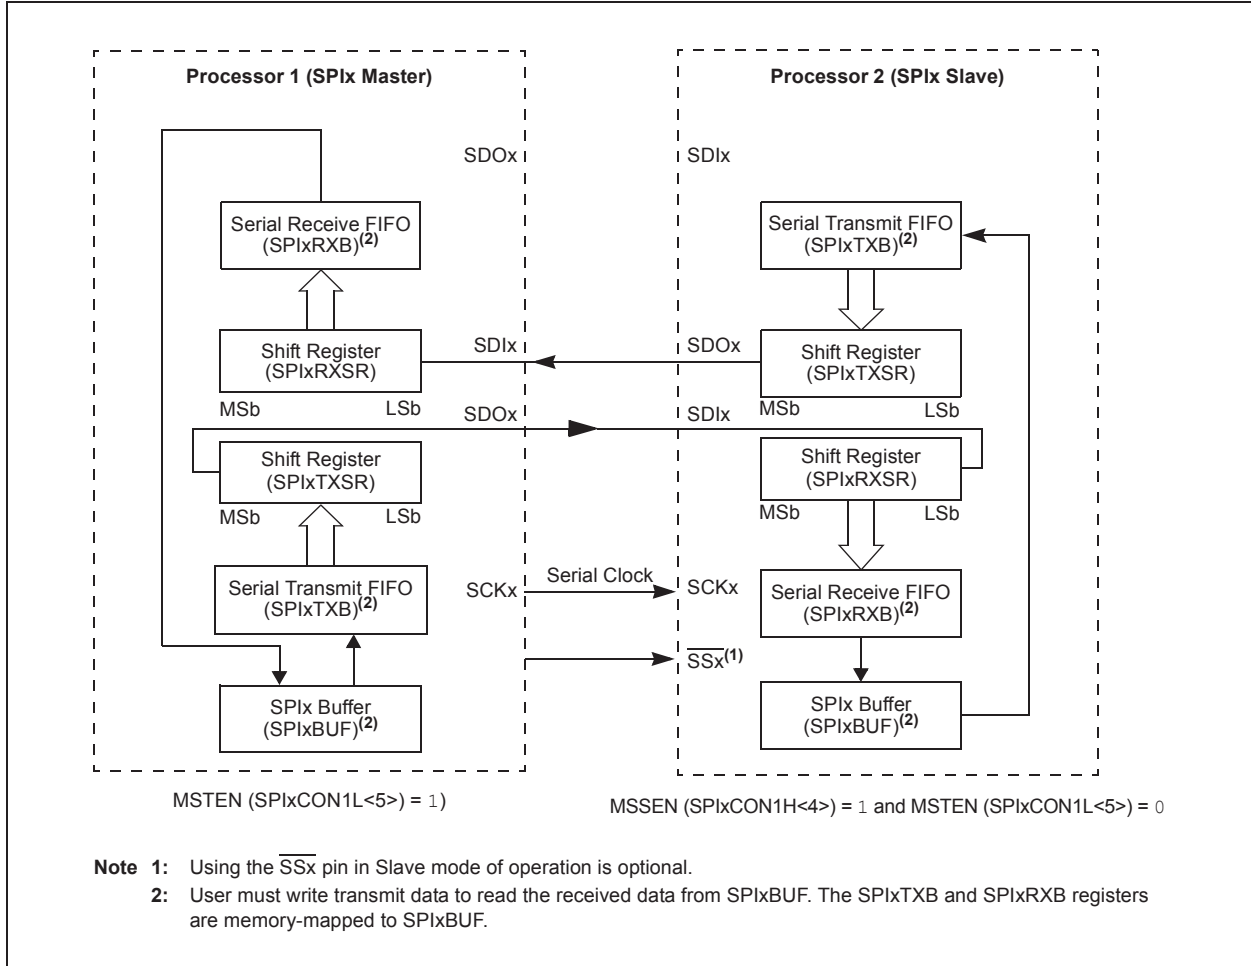 Processor 1 (SPIx Master)
SDOx
Serial Receive FIFO
(SPIxRXB)(2)
Shift Register
(SPIxRXSR)
SDIx
MSb
LSb
SDOx
Shift Register
(SPIxTXSR)
MSb
LSb
Serial Transmit FIFO
(SPIxTXB)(2)
SCKx
Serial Clock
SPIx Buffer
(SPIxBUF)(2)
MSTEN (SPIxCON1L<5>) = 1)
Processor 2 (SPIx Slave)
SDIx
Serial Transmit FIFO
(SPIxTXB)(2)
SDOx
Shift Register
(SPIxTXSR)
MSb
LSb
SDIx
Shift Register
(SPIxRXSR)
MSb
LSb
SCKx
Serial Receive FIFO
(SPIxRXB)(2)
SSx(1)
SPIx Buffer
(SPIxBUF)(2)
MSSEN (SPIxCON1H<4>) = 1 and MSTEN (SPIxCON1L<5>) = 0
Note 1: Using the SSx pin in Slave mode of operation is optional.
2: User must write transmit data to read the received data from SPIxBUF. The SPIxTXB and SPIxRXB registers
are memory-mapped to SPIxBUF.